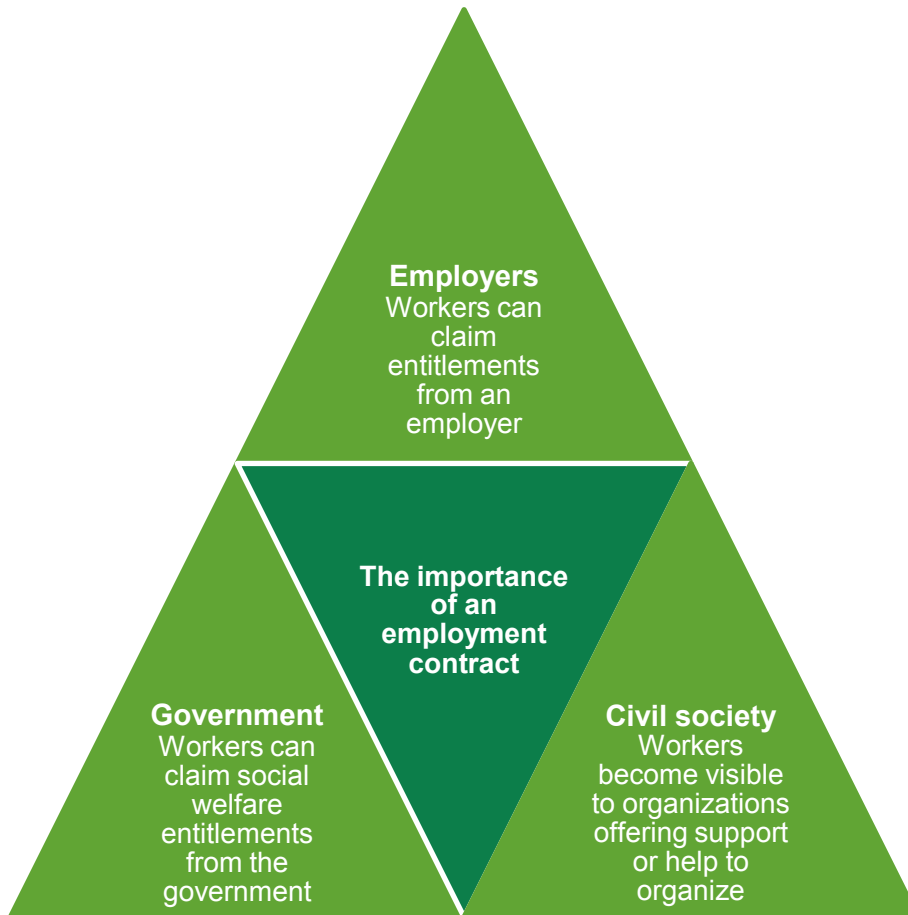 Employers
Workers can
claim
entitlements
from an
employer
The importance
of an
employment
contract
Government
Workers can
claim social
welfare
entitlements
from the
government
Civil society
Workers
become visible
to organizations
offering support
or help to
organize